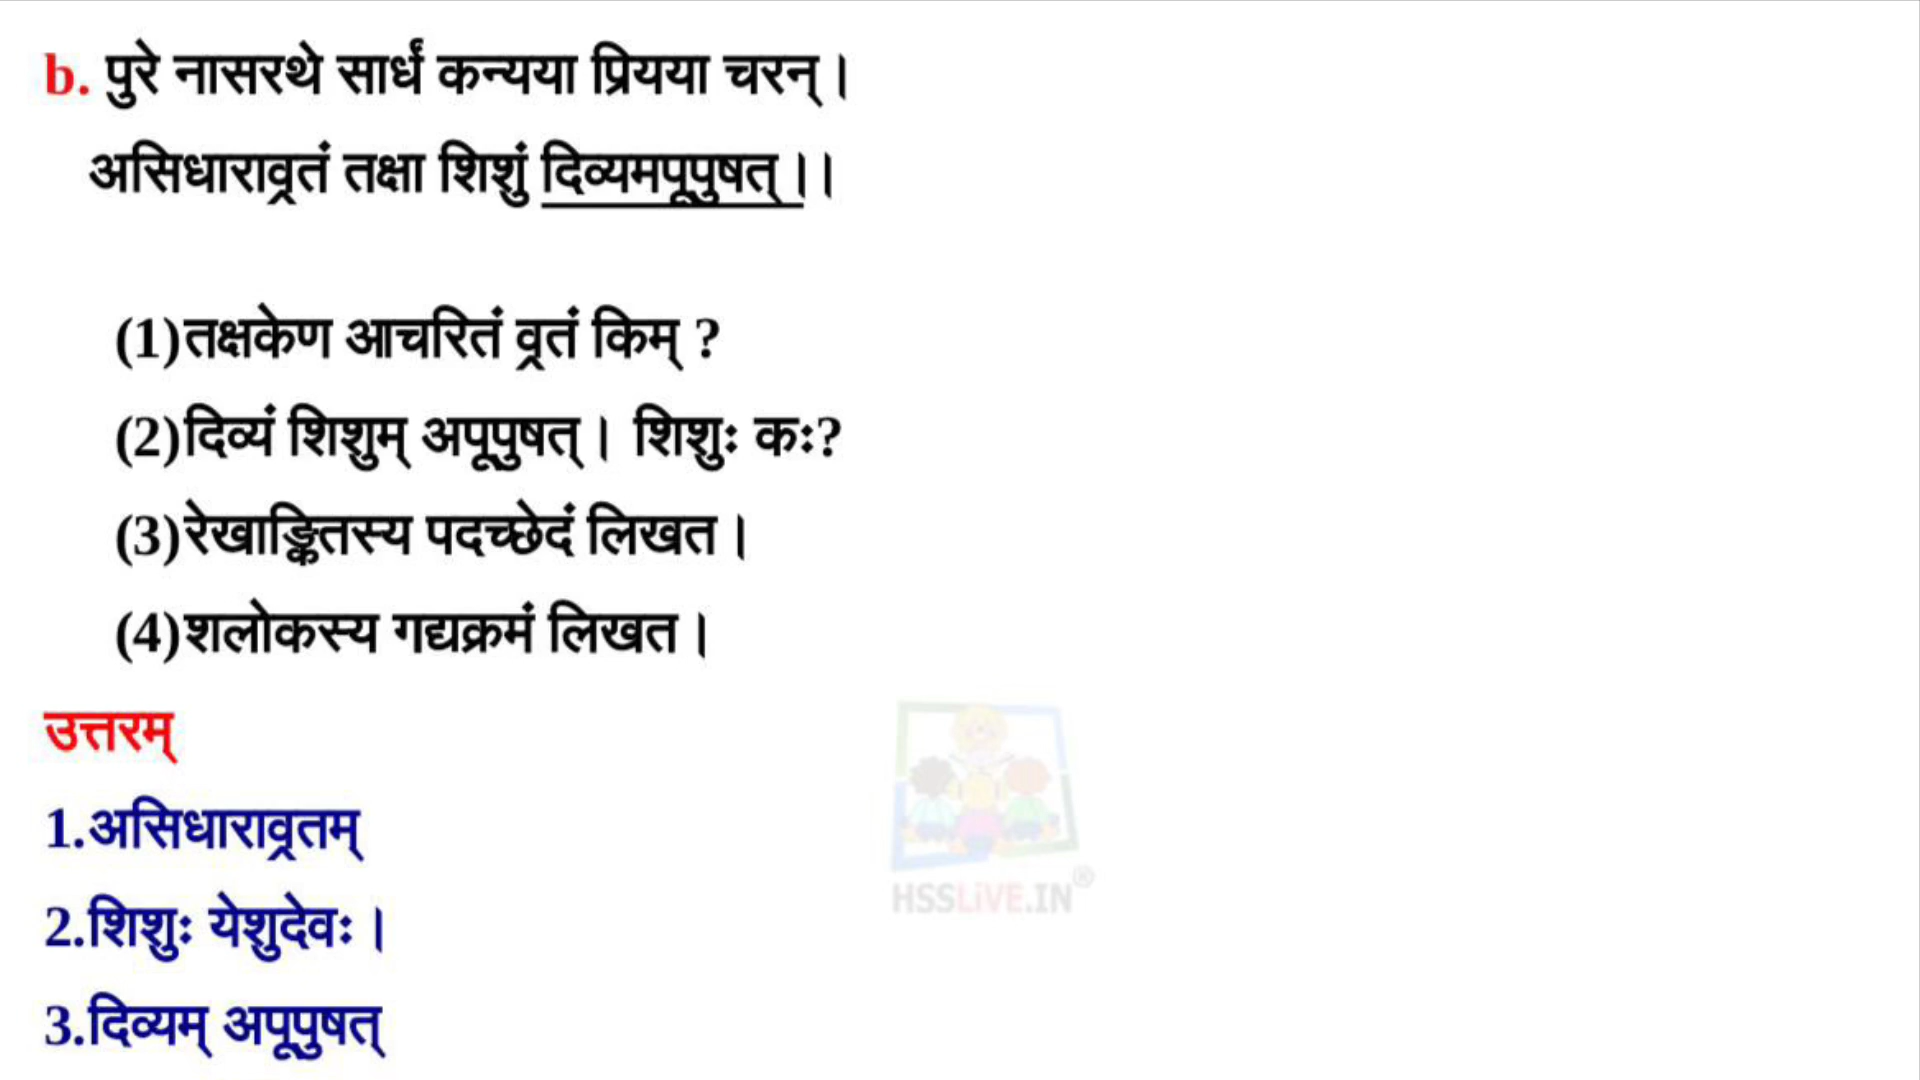 b. पुरे नासरथे सार्धं कन्यया प्रियया चरन्।
असिधाराव्रतं तक्षा शिशुं दिव्यमपूपुषत्।।
(1)तक्षकेण आचरितं व्रतं किम् ?
(2)दिव्यं शिशुम् अपूपुषत्। शिशुः कः?
(3)रेखाङ्कितस्य पदच्छेदं लिखत।
(4)शलोकस्य गद्यक्रमं लिखत।
उत्तरम्
1.असिधाराव्रतम्
2.शिशुः येशुदेवः।
3.दिव्यम् अपूपुषत्
HSSLiVE.IN®